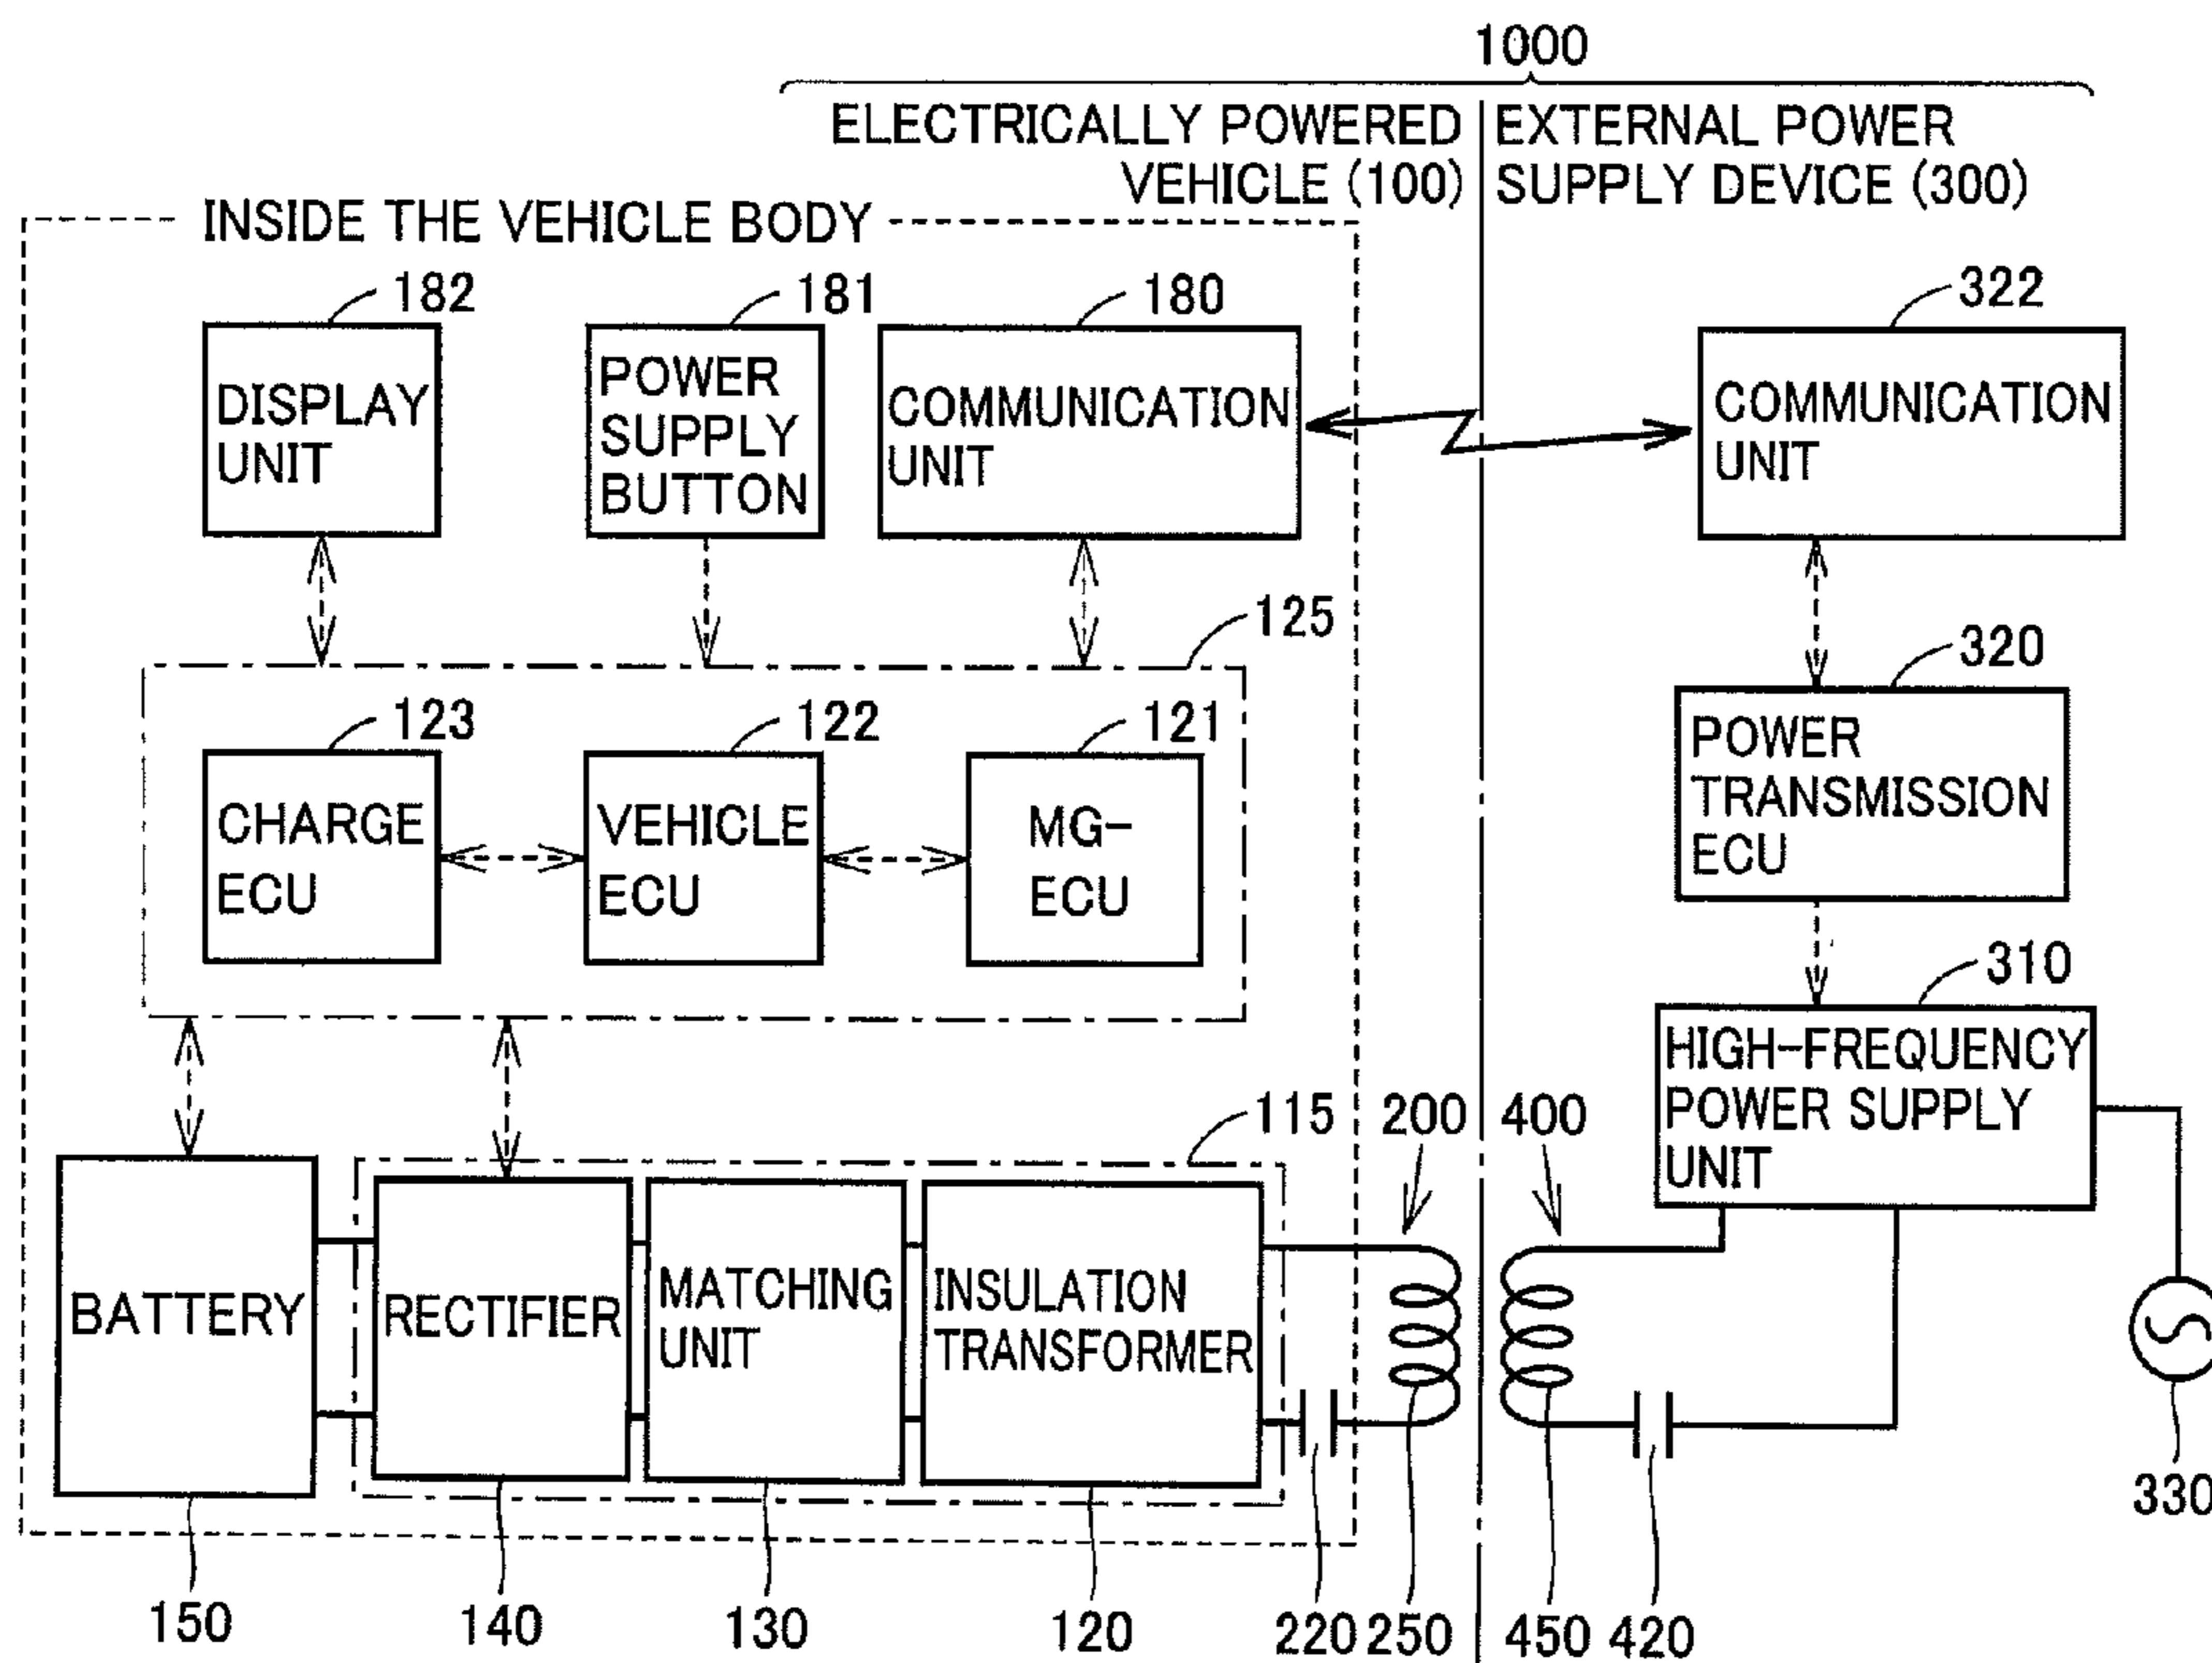 1000
ELECTRICALLY POWERED
VEHICLE (100)
EXTERNAL POWER
SUPPLY DEVICE (300)
INSIDE THE VEHICLE BODY
182
181
180
322
DISPLAY
UNIT
POWER
SUPPLY
BUTTON
COMMUNICATION
UNIT
COMMUNICATION
UNIT
125
320
123
122
121
CHARGE
ECU
VEHICLE
ECU
MG-
ECU
POWER
TRANSMISSION
ECU
310
HIGH-FREQUENCY
POWER SUPPLY
UNIT
115
200
400
BATTERY
RECTIFIER
MATCHING
UNIT
INSULATION
TRANSFORMER
330
150
140
130
120
220
250
450
420